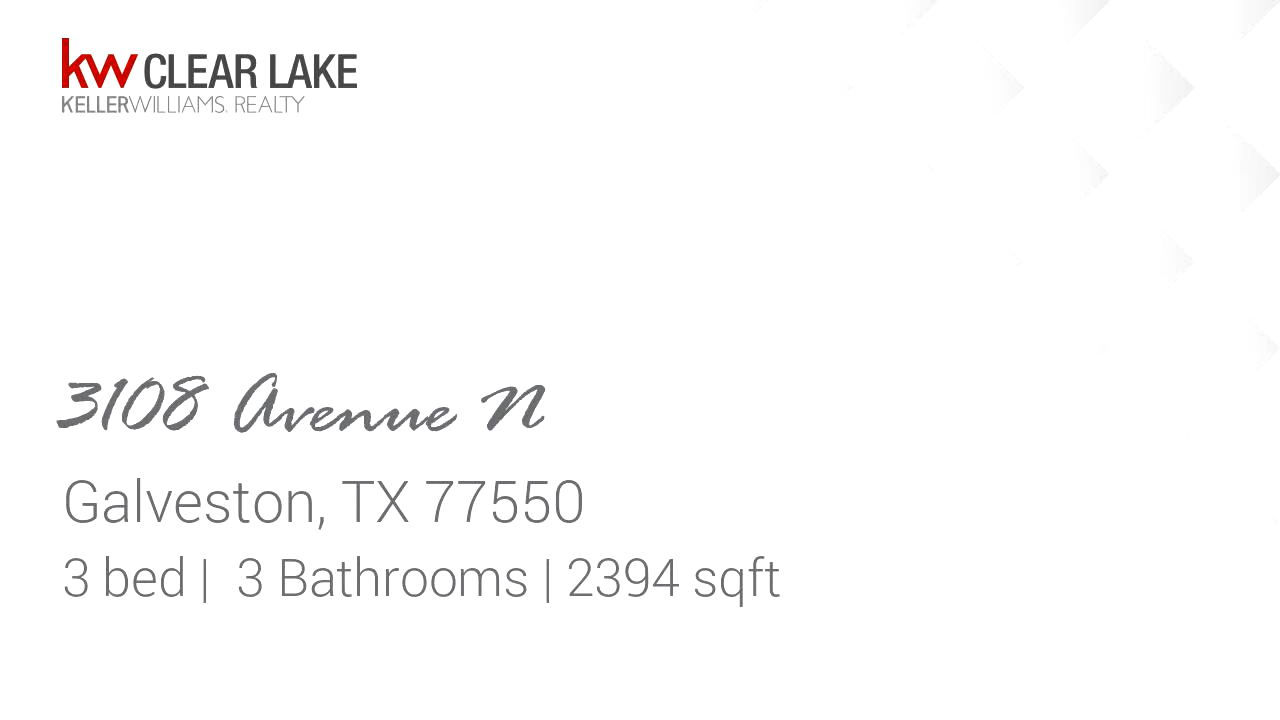 kw CLEAR LAKE
KELLERWILLIAMS. REALTY
3108 Avenue N
Galveston, TX 77550
3 bed | 3 Bathrooms | 2394 sqft